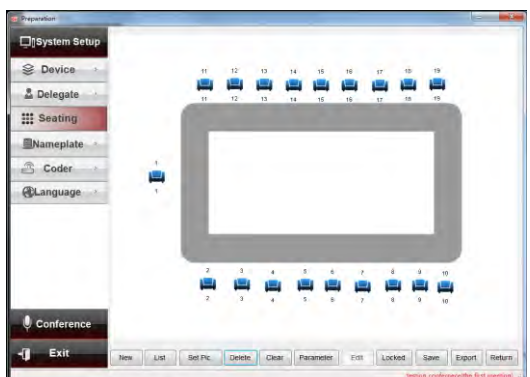 Preparation
System Setup
Device
Delegate
Seating
Nameplate
Coder
Language
Conference
Exit
11 12 13 14 15 16 17 18 19
11 12 13 14 15 16 17 18 19
1
1
2 3 4 5 6 7 8 9 10
2 3 4 5 6 7 8 9 10
New List Set Pic. Delete Clear Parameter Edit Locked Save Export Return